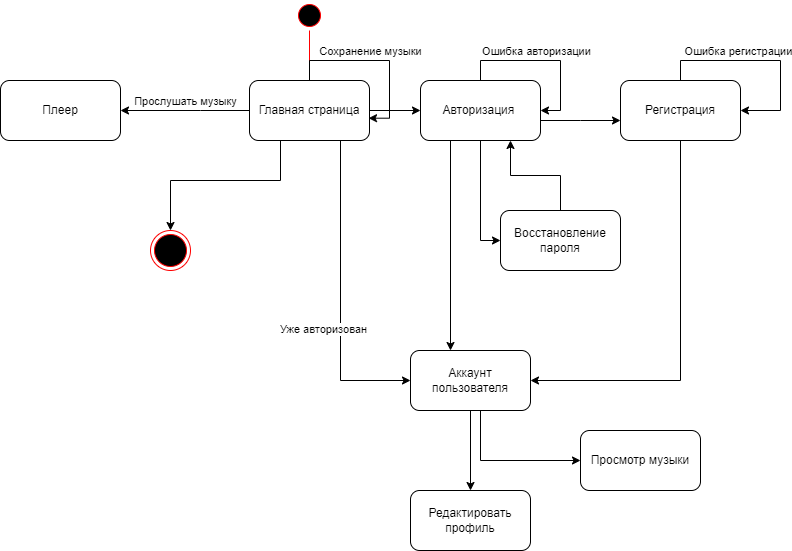 Сохранение музыки
Ошибка авторизации
Ошибка регистрации
Плеер
Прослушать музыку
Главная страница
Авторизация
Регистрация
Восстановление
пароля
Уже авторизован
Аккаунт
пользователя
Просмотр музыки
Редактировать
профиль